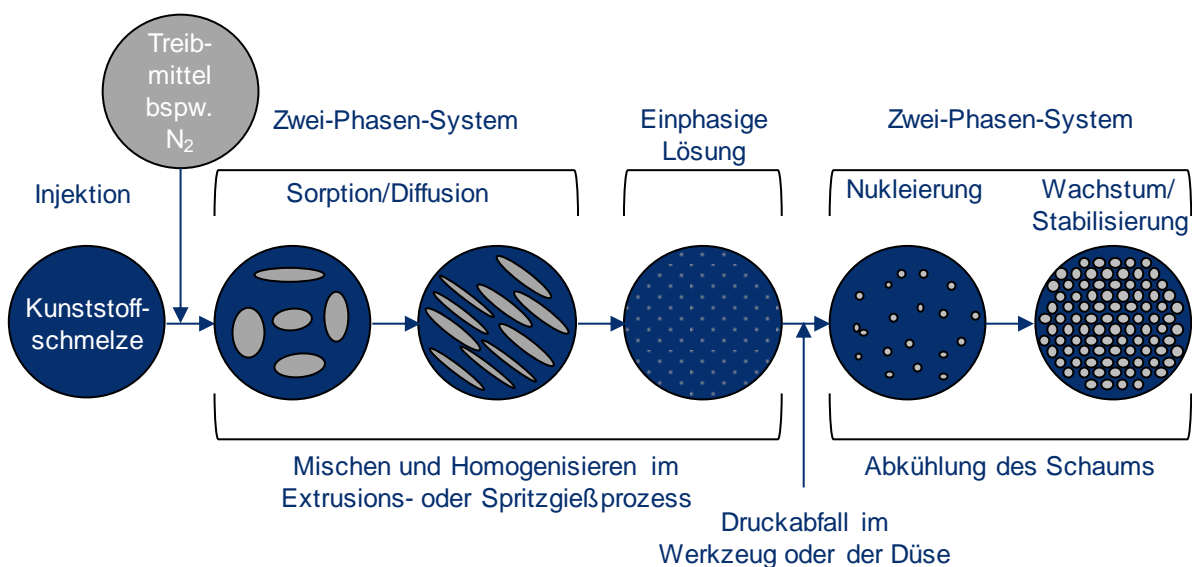 Treib-
mittel
bspw.
N₂
Zwei-Phasen-System
Einphasige
Lösung
Zwei-Phasen-System
Injektion
Sorption/Diffusion
Nukleierung
Wachstum/
Stabilisierung
Kunststoff-
schmelze
Mischen und Homogenisieren im
Extrusions- oder Spritzgießprozess
Abkühlung des Schaums
Druckabfall im
Werkzeug oder der Düse